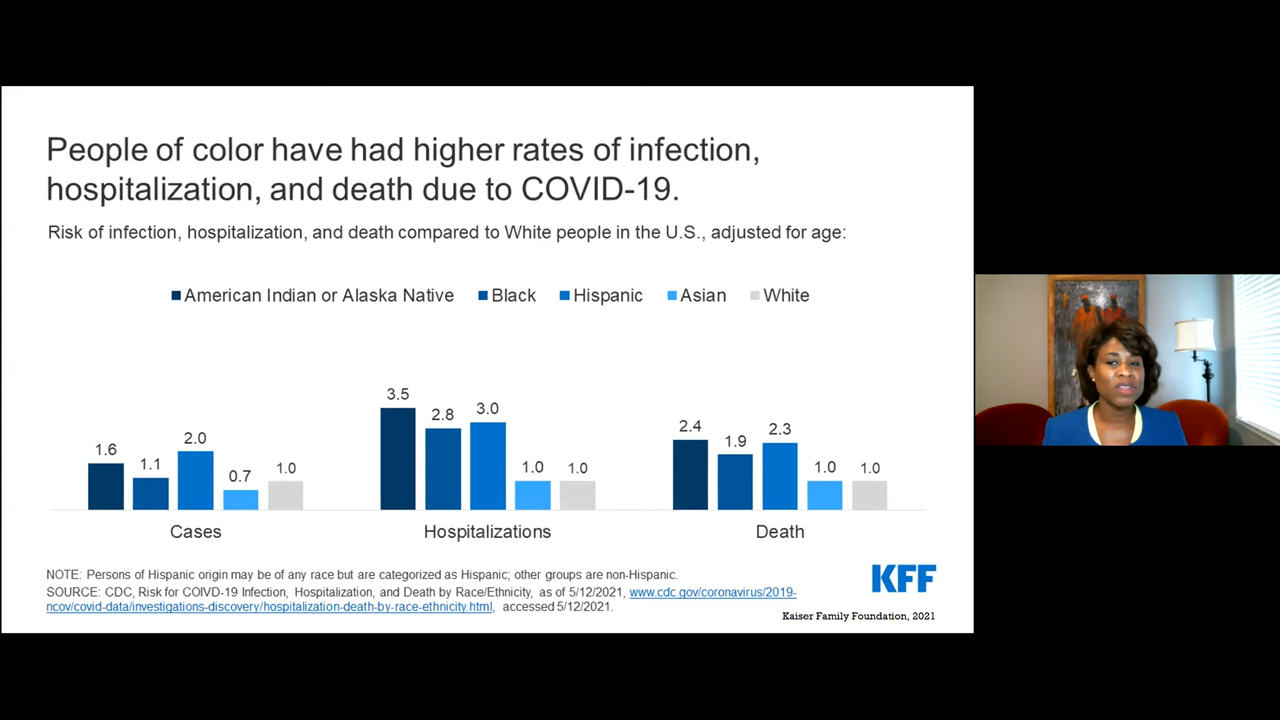 People of color have had higher rates of infection,
hospitalization, and death due to COVID-19.
Risk of infection, hospitalization, and death compared to White people in the U.S., adjusted for age:
American Indian or Alaska Native Black Hispanic Asian White
1.6 1.1 2.0 0.7 1.0
3.5 2.8 3.0 1.0 1.0
2.4 1.9 2.3 1.0 1.0
Cases Hospitalizations Death
NOTE: Persons of Hispanic origin may be of any race but are categorized as Hispanic; other groups are non-Hispanic.
SOURCE: CDC, Risk for COIVD-19 Infection, Hospitalization, and Death by Race/Ethnicity, as of 5/12/2021, www.cdc.gov/coronavirus/2019-
ncov/covid-data/investigations-discovery/hospitalization-death-by-race-ethnicity.html, accessed 5/12/2021.
KFF
Kaiser Family Foundation, 2021